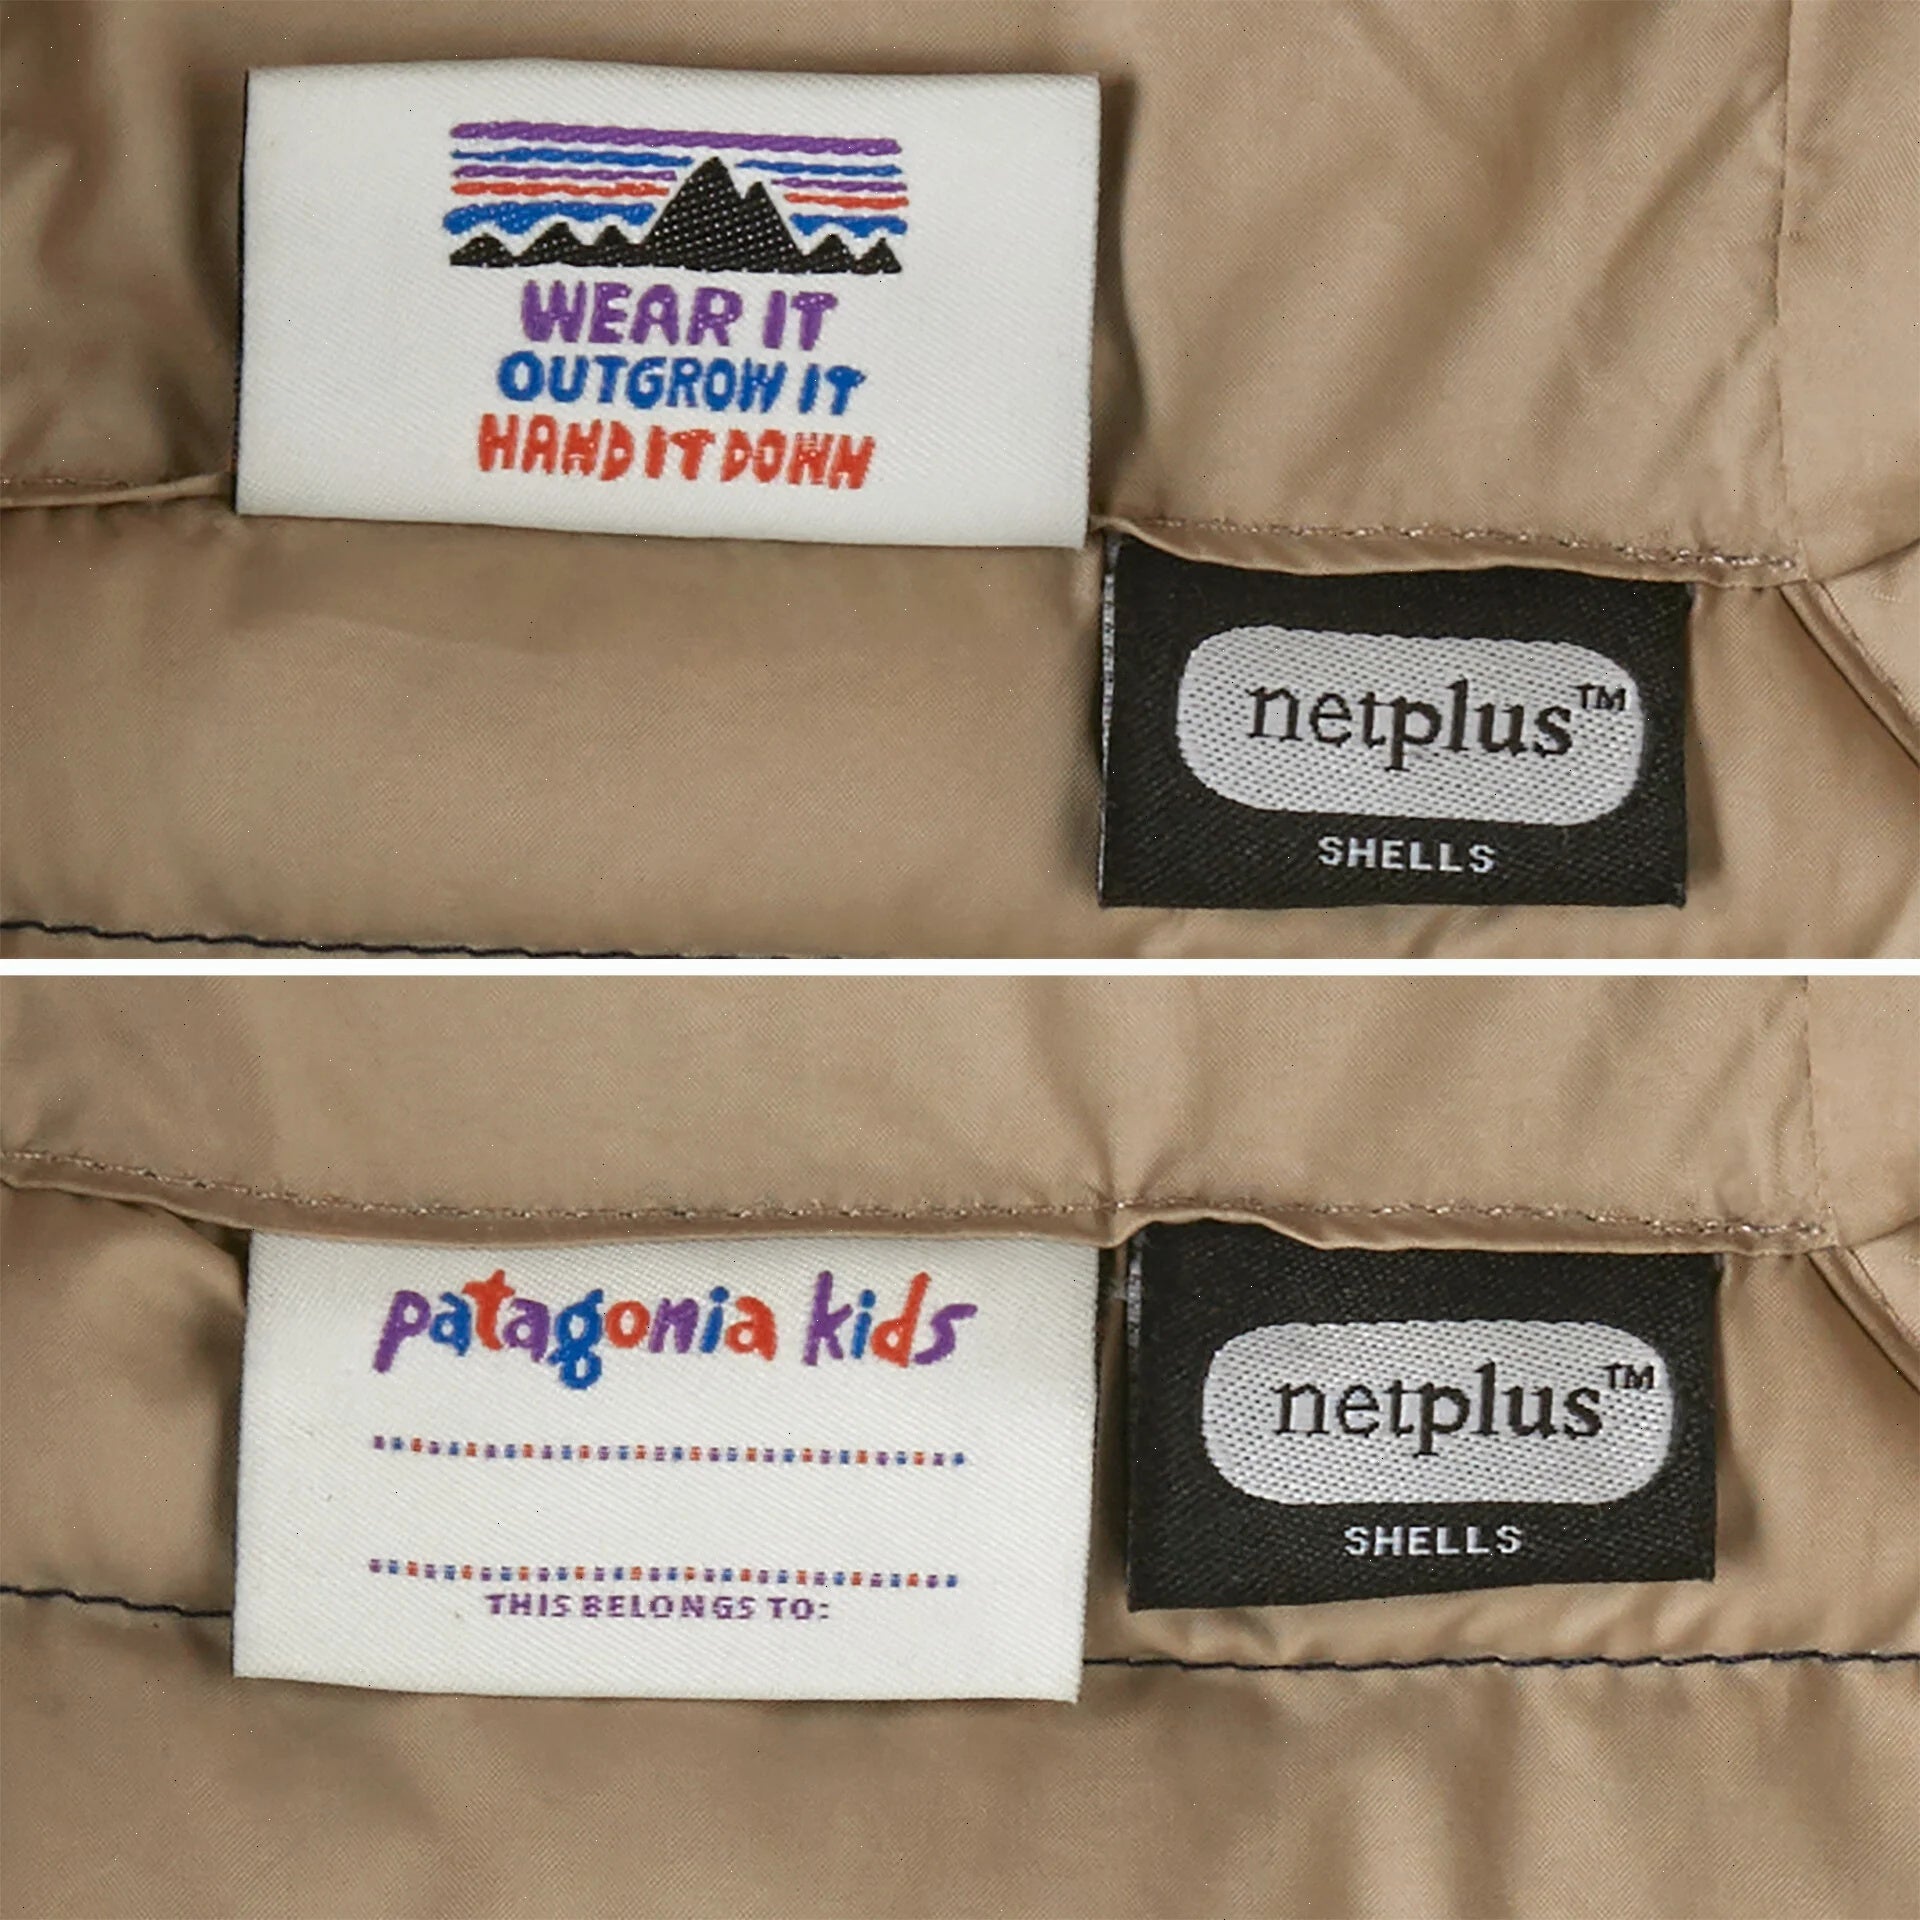 WEAR IT
OUTGROW IT
HAND IT DOWN
netplus™
SHELLS
patagonia kids
THIS BELONGS TO:
netplus™
SHELLS